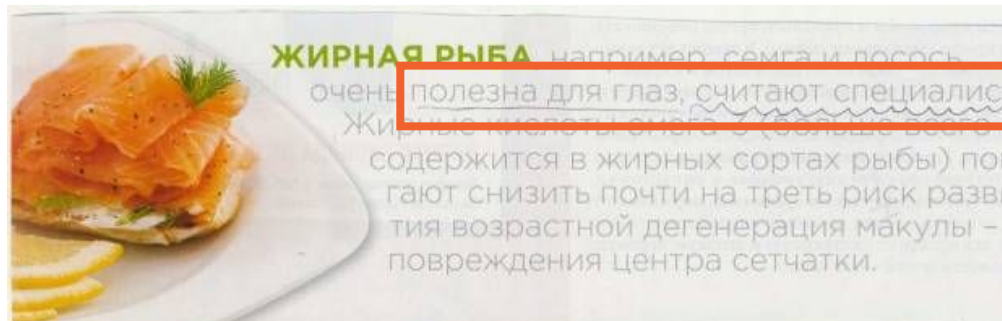 ЖИРНАЯ РЫБА, например, семга и лосось,
очень полезна для глаз, считают специалис
Жирные кислоты омега-3 (больше всего
содержится в жирных сортах рыбы) по
гают снизить почти на треть риск разв
тия возрастной дегенерация макулы –
повреждения центра сетчатки.